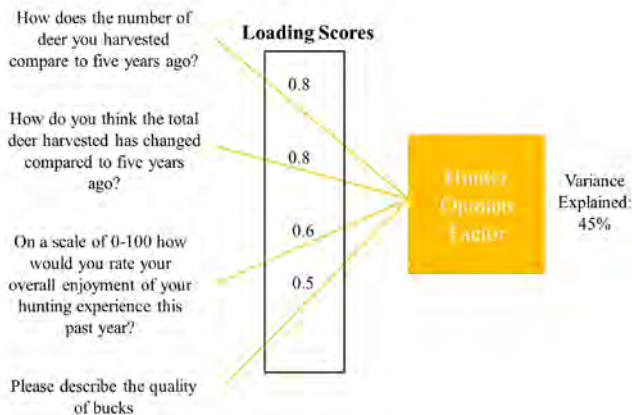 How does the number of
deer you harvested
compare to five years ago?
Loading Scores
0.8
How do you think the total
deer harvested has changed
compared to five years
ago?
0.8
Hunter
Opinion
Factor
Variance
Explained:
45%
On a scale of 0-100 how
would you rate your
overall enjoyment of your
hunting experience this
past year?
0.6
0.5
Please describe the quality
of bucks